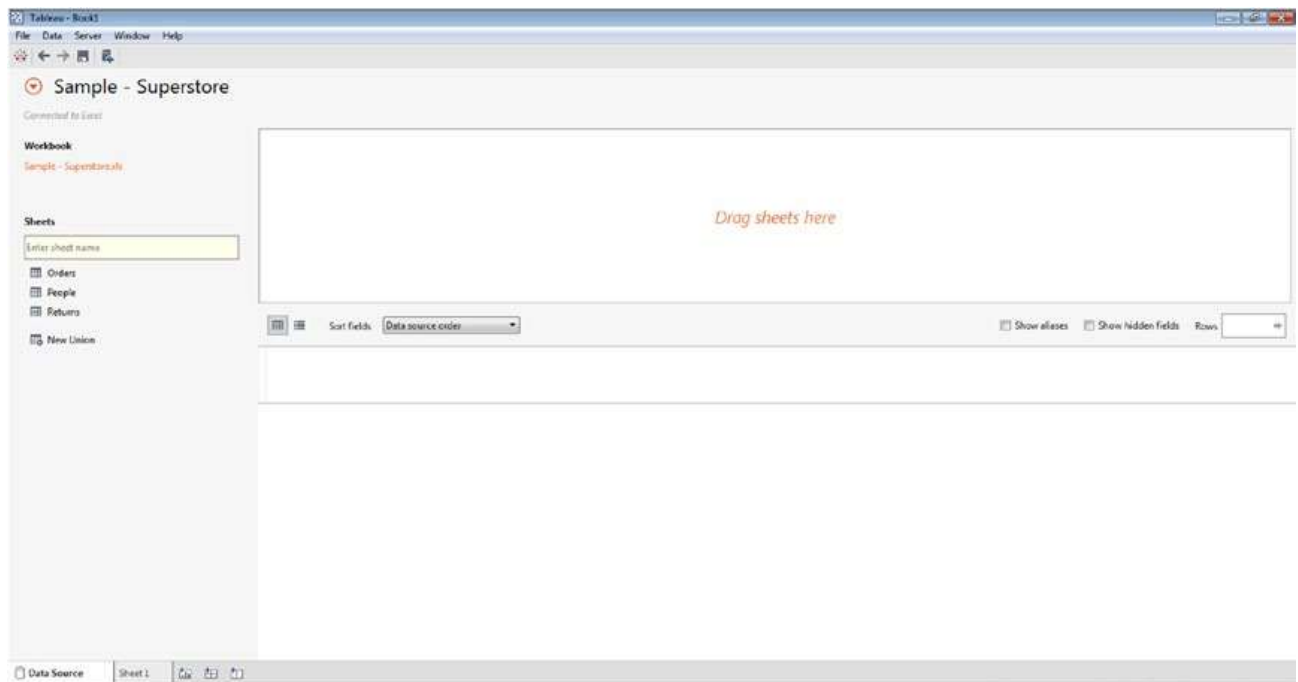 Tableau - Book1
File Data Server Window Help
Sample - Superstore
Connected to Excel
Workbook
Sample - Superstore.xls
Sheets
Enter sheet name
Orders
People
Returns
New Union
Drag sheets here
Sort fields Data source order Show aliases Show hidden fields Rows
Data Source Sheet 1